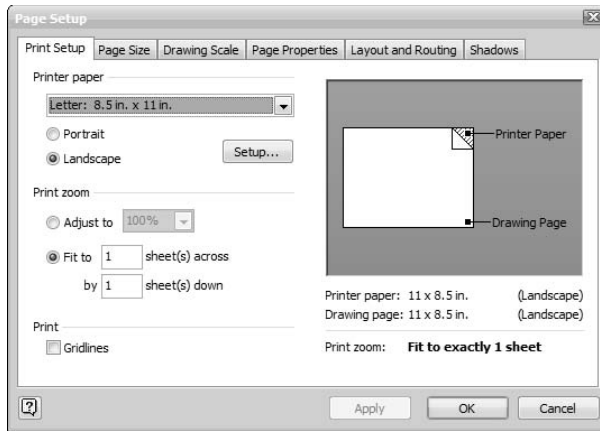 Page Setup
Print Setup Page Size Drawing Scale Page Properties Layout and Routing Shadows
Printer paper
Letter: 8.5 in. x 11 in.
Portrait
Landscape
Setup...
Print zoom
Adjust to 100%
Fit to 1 sheet(s) across
by 1 sheet(s) down
Print
Gridlines
Printer Paper
Drawing Page
Printer paper: 11 x 8.5 in. (Landscape)
Drawing page: 11 x 8.5 in. (Landscape)
Print zoom: Fit to exactly 1 sheet
? Apply OK Cancel